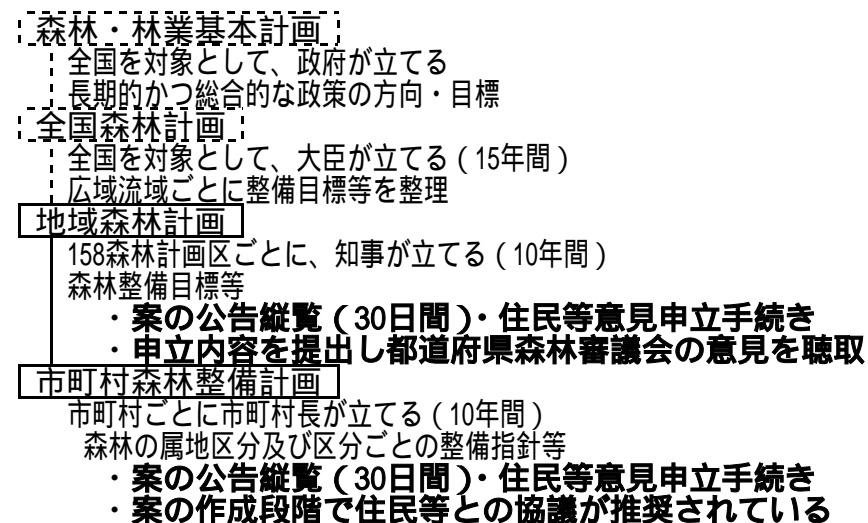 森林・林業基本計画
全国を対象として、政府が立てる
長期的かつ総合的な政策の方向・目標
全国森林計画
全国を対象として、大臣が立てる（15年間）
広域流域ごとに整備目標等を整理
地域森林計画
158森林計画区ごとに、知事が立てる（10年間）
森林整備目標等
・案の公告縦覧（30日間）・住民等意見申立手続き
・申立内容を提出し都道府県森林審議会の意見を聴取
市町村森林整備計画
市町村ごとに市町村長が立てる（10年間）
森林の属地区分及び区分ごとの整備指針等
・案の公告縦覧（30日間）・住民等意見申立手続き
・案の作成段階で住民等との協議が推奨されている